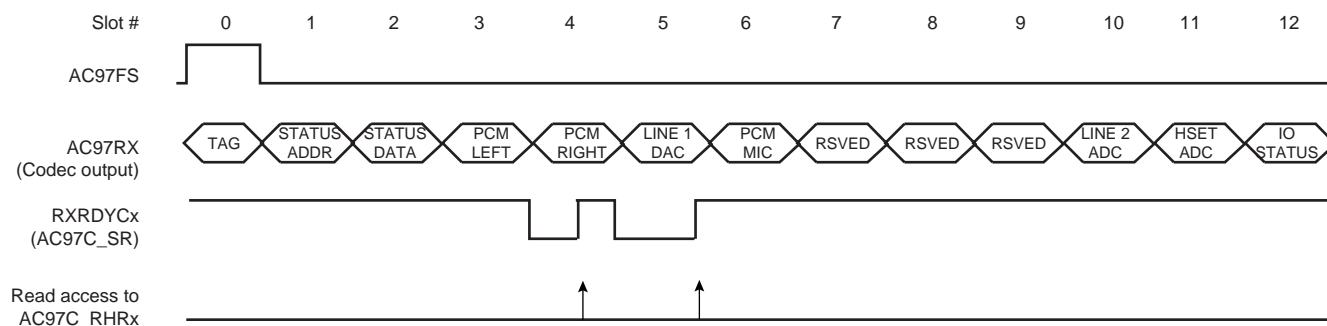 Slot # 0 1 2 3 4 5 6 7 8 9 10 11 12
AC97FS
AC97RX
(Codec output)
TAG
STATUS
ADDR
STATUS
DATA
PCM
LEFT
PCM
RIGHT
LINE 1
DAC
PCM
MIC
RSVED
RSVED
RSVED
LINE 2
ADC
HSET
ADC
IO
STATUS
RXRDYCx
(AC97C_SR)
Read access to
AC97C_RHRx